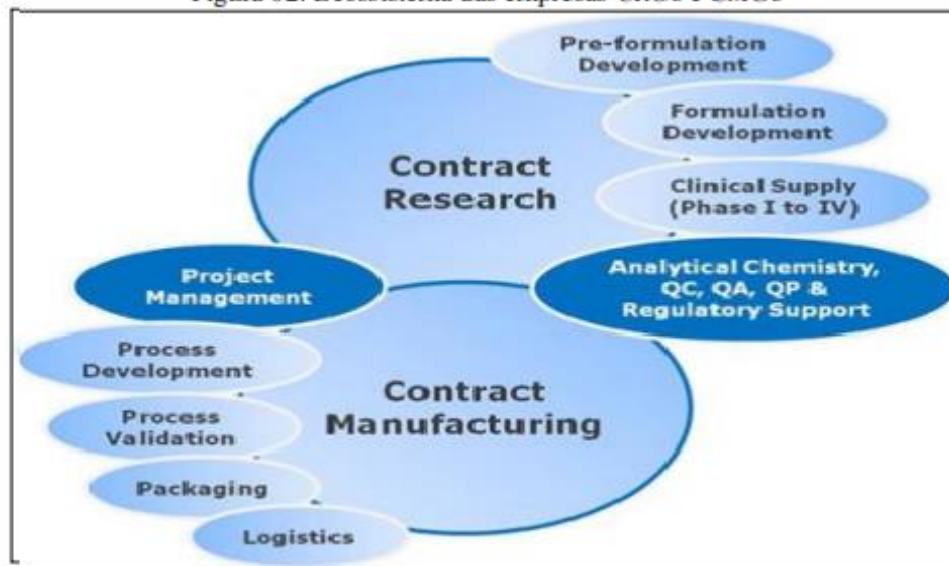 Pre-formulation
Development
Formulation
Development
Contract
Research
Clinical Supply
(Phase I to IV)
Project
Management
Analytical Chemistry,
QC, QA, QP &
Regulatory Support
Process
Development
Contract
Manufacturing
Process
Validation
Packaging
Logistics